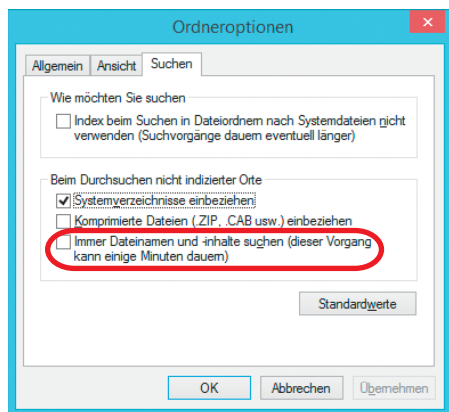 Ordneroptionen
Allgemein Ansicht Suchen
Wie möchten Sie suchen
Index beim Suchen in Dateiordnern nach Systemdateien nicht
verwenden (Suchvorgänge dauern eventuell länger)
Beim Durchsuchen nicht indizierter Orte
Systemverzeichnisse einbeziehen
Komprimierte Dateien (.ZIP, .CAB usw.) einbeziehen
Immer Dateinamen und -inhalte suchen (dieser Vorgang
kann einige Minuten dauern)
Standardwerte
OK Abbrechen Übernehmen